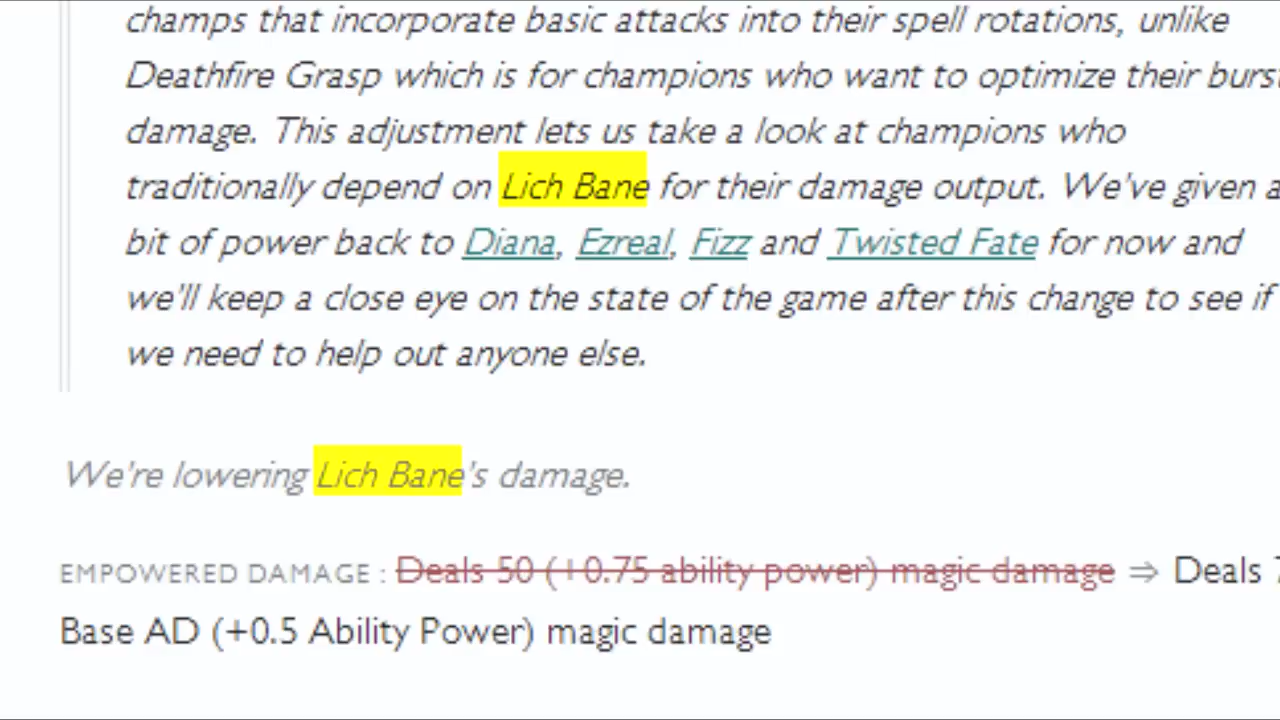 champs that incorporate basic attacks into their spell rotations, unlike
Deathfire Grasp which is for champions who want to optimize their burst
damage. This adjustment lets us take a look at champions who
traditionally depend on Lich Bane for their damage output. We've given a
bit of power back to Diana, Ezreal, Fizz and Twisted Fate for now and
we'll keep a close eye on the state of the game after this change to see if
we need to help out anyone else.
We're lowering Lich Bane's damage.
EMPOWERED DAMAGE : Deals 50 (+0.75 ability power) magic damage ⇒ Deals
Base AD (+0.5 Ability Power) magic damage